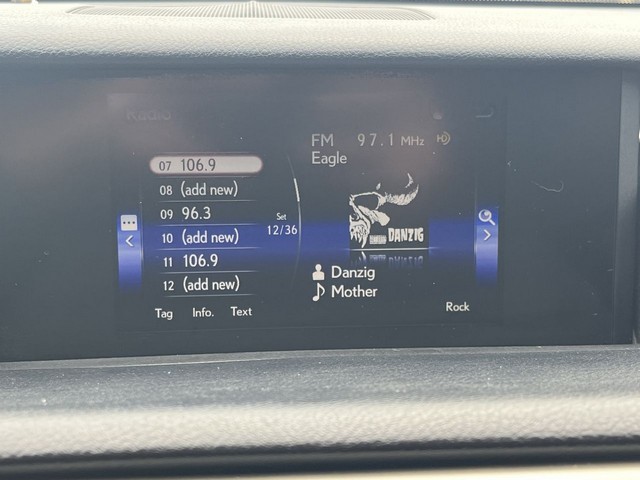 Radio
FM 97.1 MHz HD
Eagle
07 106.9
08 (add new)
09 96.3
10 (add new)
11 106.9
12 (add new)
Set
12/36
DANZIG
Danzig
Mother
Tag Info. Text
Rock